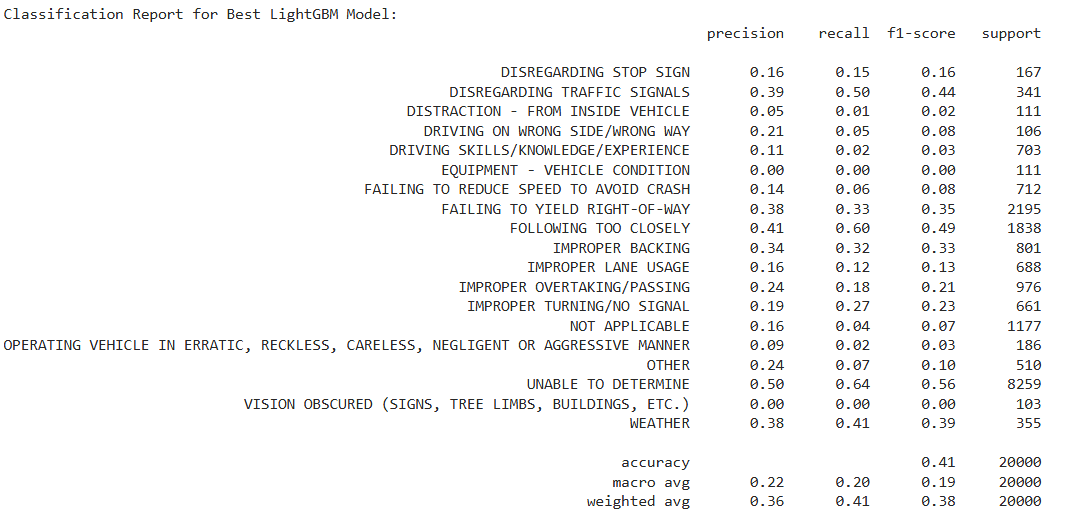 Classification Report for Best LightGBM Model:
precision recall f1-score support
DISREGARDING STOP SIGN 0.16 0.15 0.16 167
DISREGARDING TRAFFIC SIGNALS 0.39 0.50 0.44 341
DISTRACTION - FROM INSIDE VEHICLE 0.05 0.01 0.02 111
DRIVING ON WRONG SIDE/WRONG WAY 0.21 0.05 0.08 106
DRIVING SKILLS/KNOWLEDGE/EXPERIENCE 0.11 0.02 0.03 703
EQUIPMENT - VEHICLE CONDITION 0.00 0.00 0.00 111
FAILING TO REDUCE SPEED TO AVOID CRASH 0.14 0.06 0.08 712
FAILING TO YIELD RIGHT-OF-WAY 0.38 0.33 0.35 2195
FOLLOWING TOO CLOSELY 0.41 0.60 0.49 1838
IMPROPER BACKING 0.34 0.32 0.33 801
IMPROPER LANE USAGE 0.16 0.12 0.13 688
IMPROPER OVERTAKING/PASSING 0.24 0.18 0.21 976
IMPROPER TURNING/NO SIGNAL 0.19 0.27 0.23 661
NOT APPLICABLE 0.16 0.04 0.07 1177
OPERATING VEHICLE IN ERRATIC, RECKLESS, CARELESS, NEGLIGENT OR AGGRESSIVE MANNER 0.09 0.02 0.03 186
OTHER 0.24 0.07 0.10 510
UNABLE TO DETERMINE 0.50 0.64 0.56 8259
VISION OBSCURED (SIGNS, TREE LIMBS, BUILDINGS, ETC.) 0.00 0.00 0.00 103
WEATHER 0.38 0.41 0.39 355
accuracy 0.41 20000
macro avg 0.22 0.20 0.19 20000
weighted avg 0.36 0.41 0.38 20000